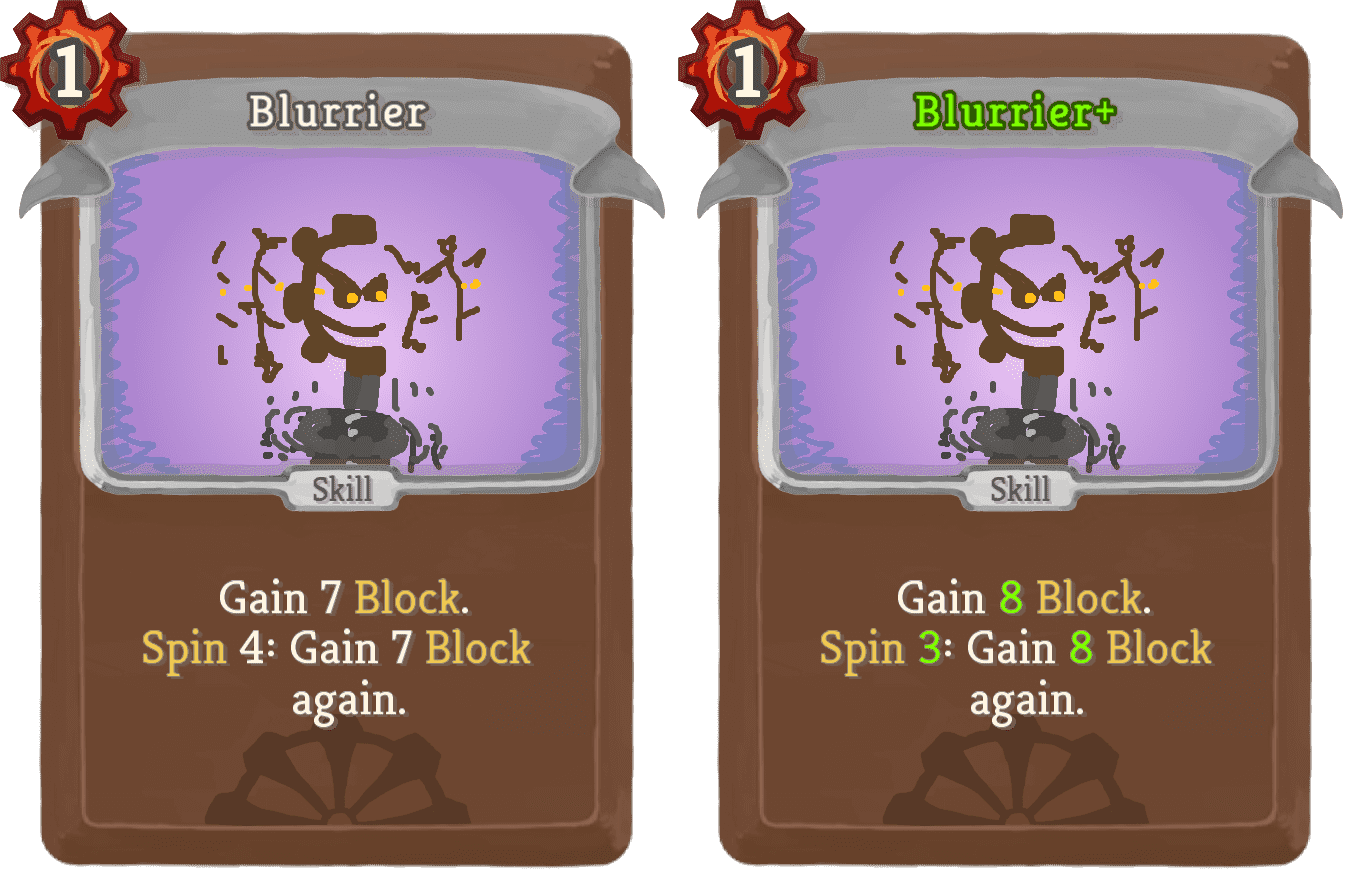 1
Blurrier
Skill
Gain 7 Block.
Spin 4: Gain 7 Block
again.
1
Blurrier+
Skill
Gain 8 Block.
Spin 3: Gain 8 Block
again.